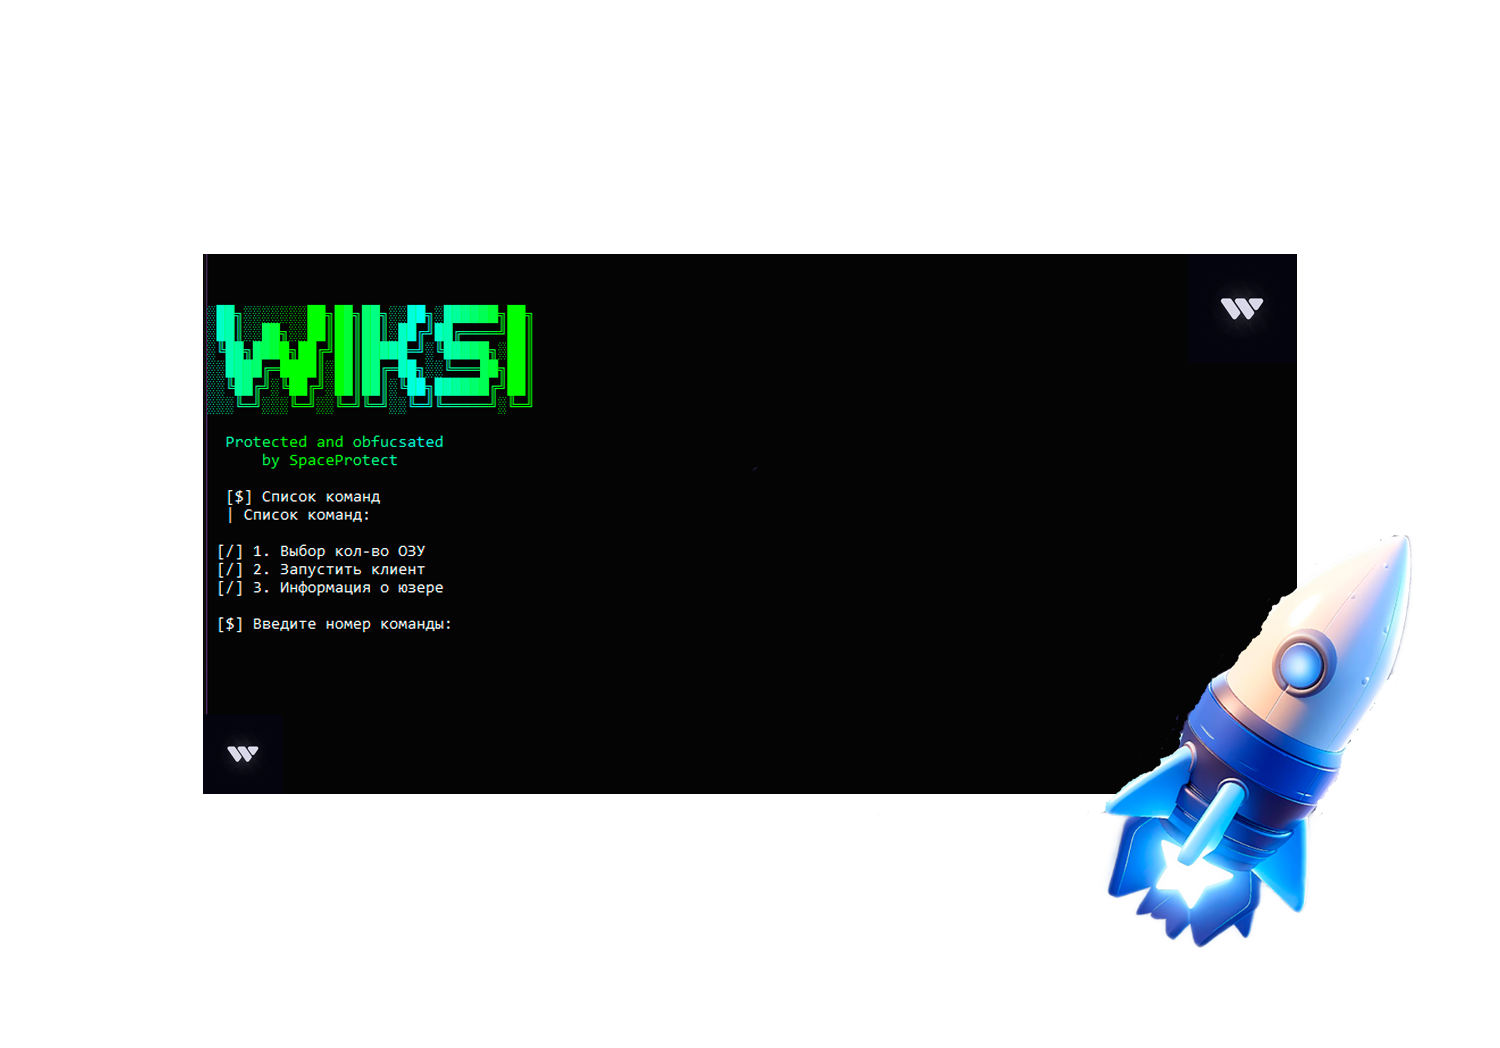 WIKSI
Protected and obfucsated
by SpaceProtect
[$] Список команд
| Список команд:
[/] 1. Выбор кол-во ОЗУ
[/] 2. Запустить клиент
[/] 3. Информация о юзере
[$] Введите номер команды: